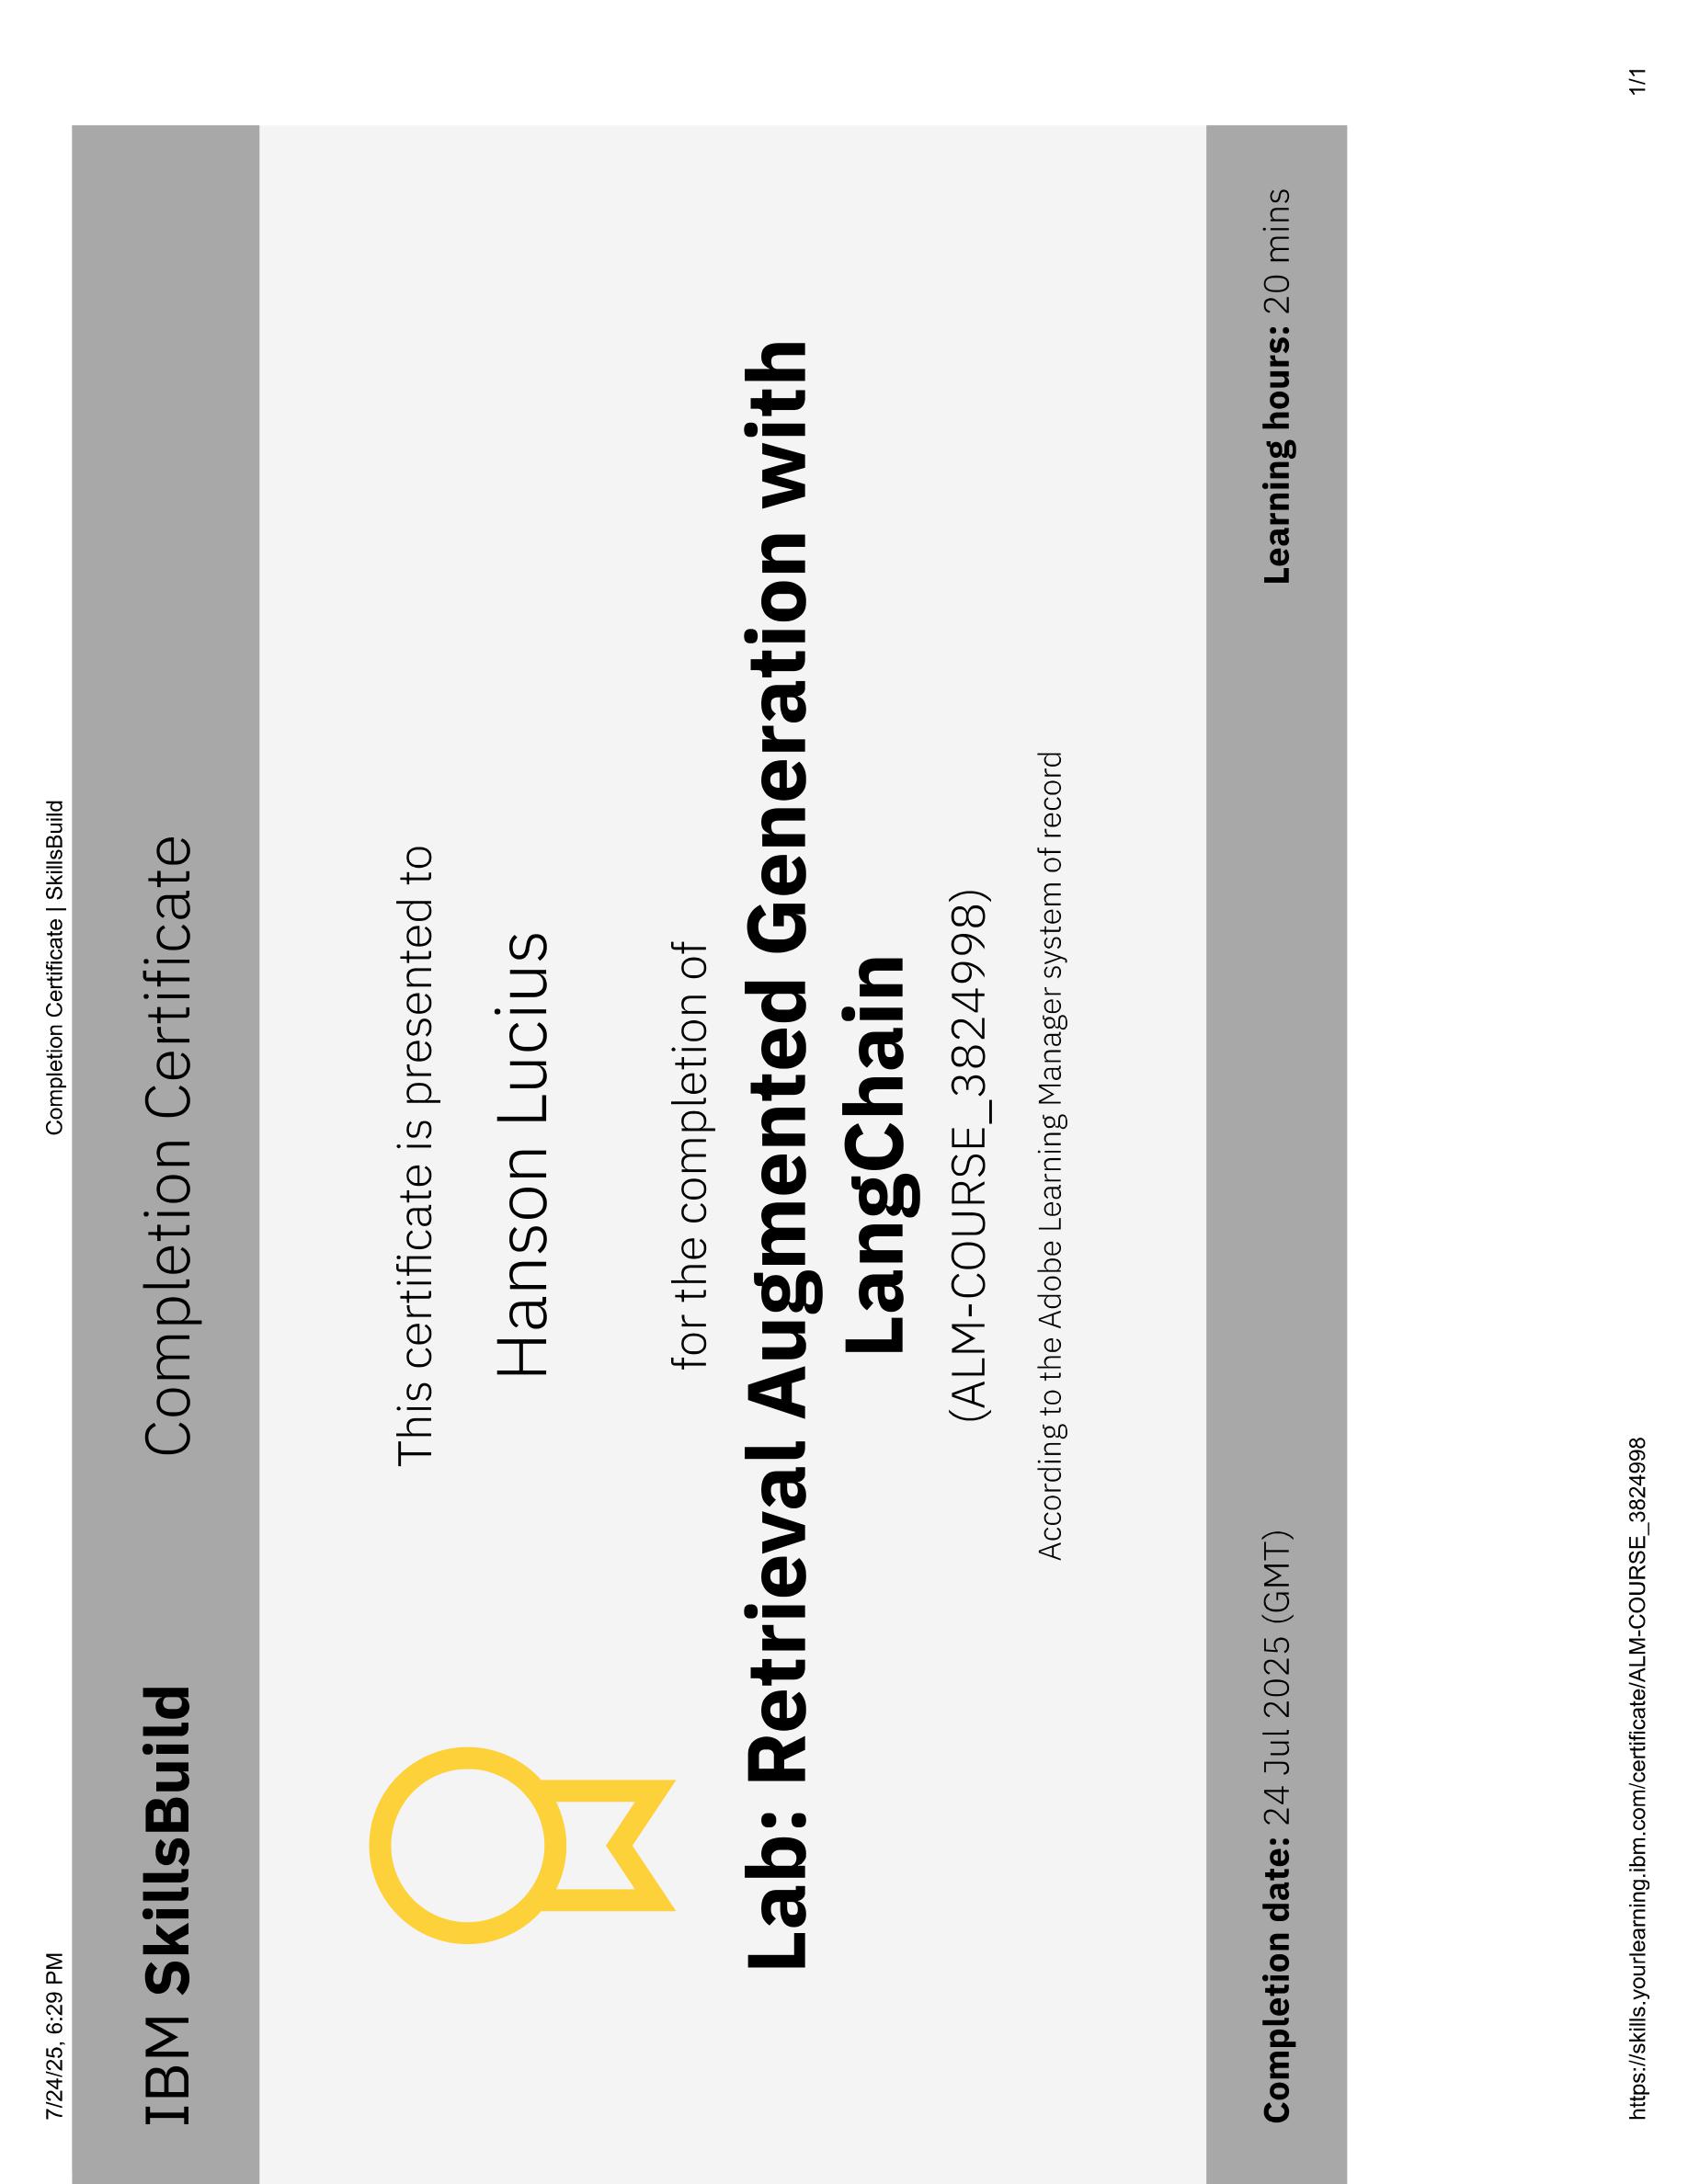 7/24/25, 6:29 PM
Completion Certificate | SkillsBuild
IBM SkillsBuild
Completion Certificate
This certificate is presented to
Hanson Lucius
for the completion of
Lab: Retrieval Augmented Generation with
LangChain
(ALM-COURSE_3824998)
According to the Adobe Learning Manager system of record
Completion date: 24 Jul 2025 (GMT)
Learning hours: 20 mins
https://skills.yourlearning.ibm.com/certificate/ALM-COURSE_3824998
1/1